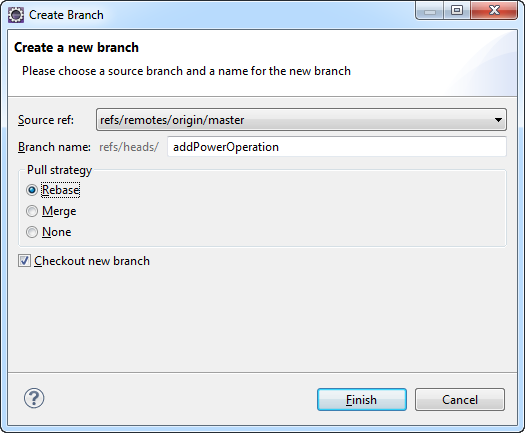 Create Branch
Create a new branch
Please choose a source branch and a name for the new branch
Source ref: refs/remotes/origin/master
Branch name: refs/heads/ addPowerOperation
Pull strategy
Rebase
Merge
None
Checkout new branch
? Finish Cancel